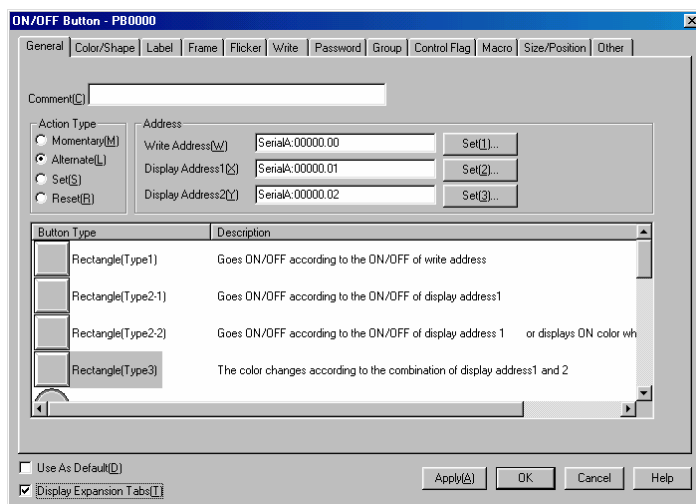 ON/OFF Button - PB0000
General Color/Shape Label Frame Flicker Write Password Group Control Flag Macro Size/Position Other
Comment(C)
Action Type
Momentary(M)
Alternate(L)
Set(S)
Reset(R)
Address
Write Address(W) SerialA:00000.00 Set(1)...
Display Address1(X) SerialA:00000.01 Set(2)...
Display Address2(Y) SerialA:00000.02 Set(3)...
Button Type Description
Rectangle(Type1) Goes ON/OFF according to the ON/OFF of write address
Rectangle(Type2-1) Goes ON/OFF according to the ON/OFF of display address1
Rectangle(Type2-2) Goes ON/OFF according to the ON/OFF of display address 1 or displays ON color wh
Rectangle(Type3) The color changes according to the combination of display address1 and 2
Use As Default(D)
Display Expansion Tabs(T)
Apply(A) OK Cancel Help